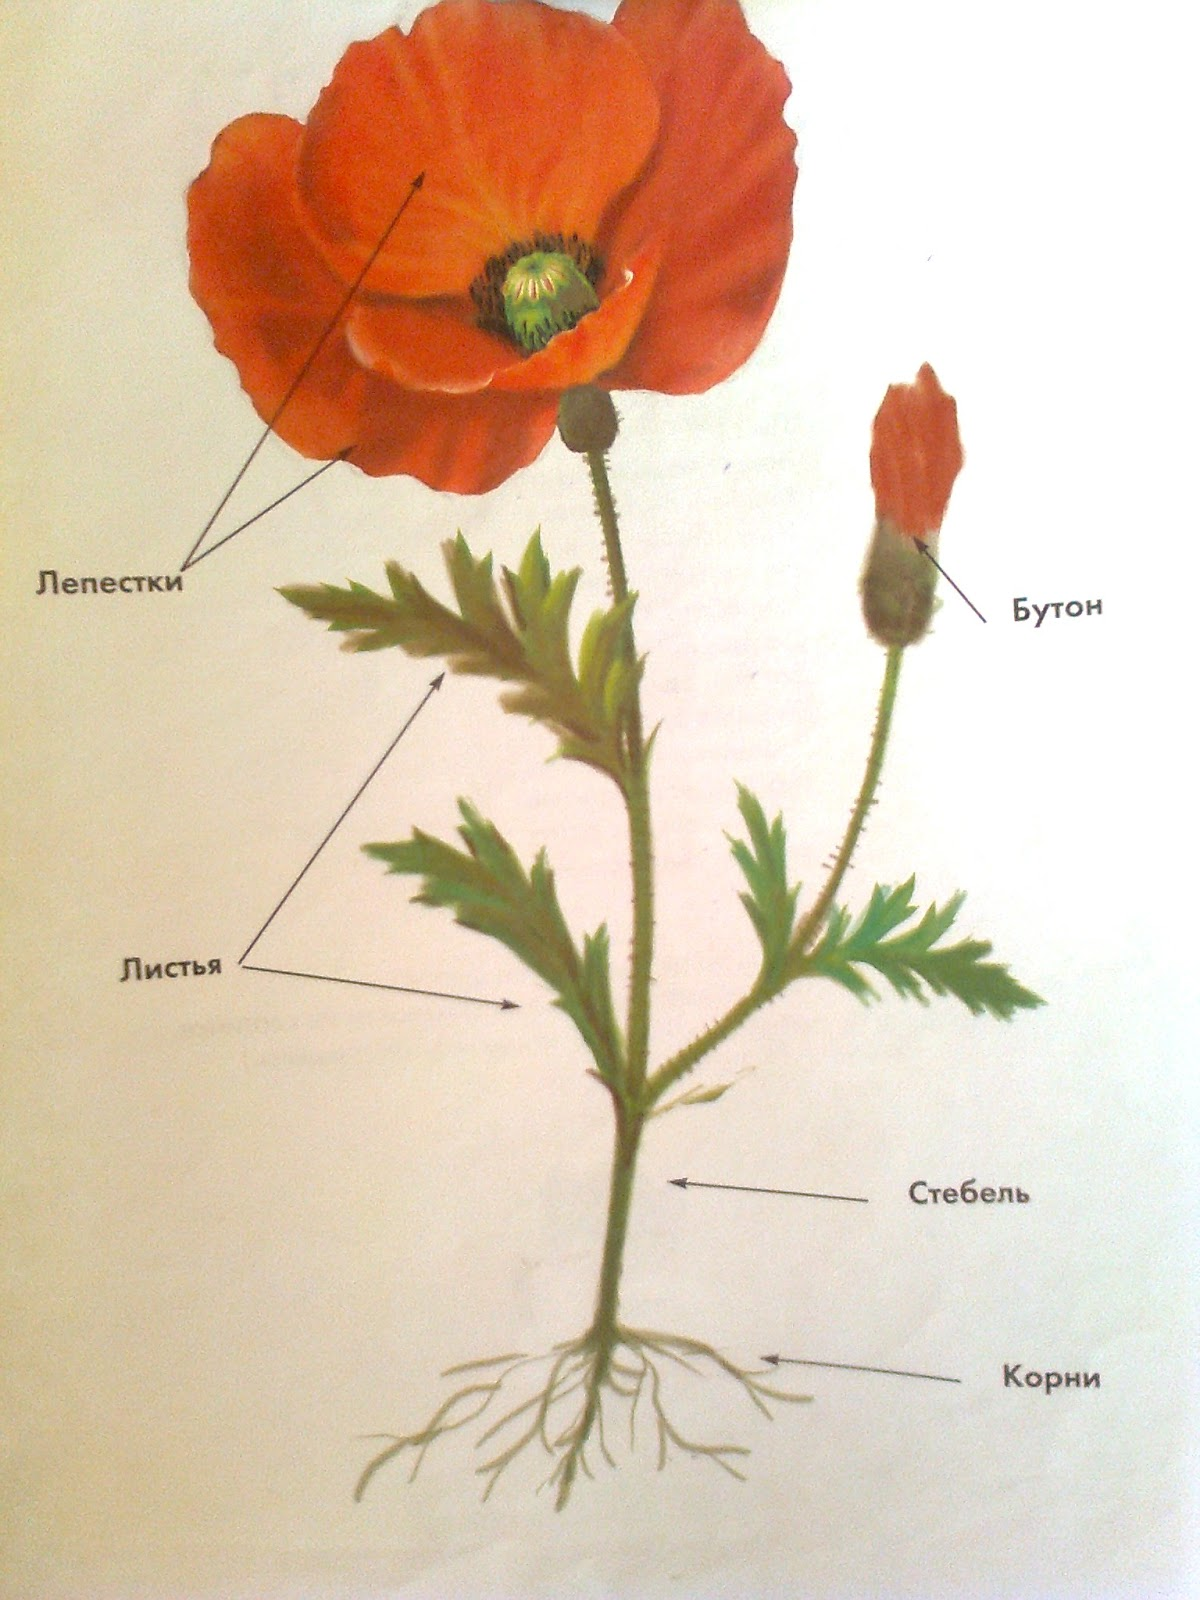 Лепестки
Бутон
Листья
Стебель
Корни